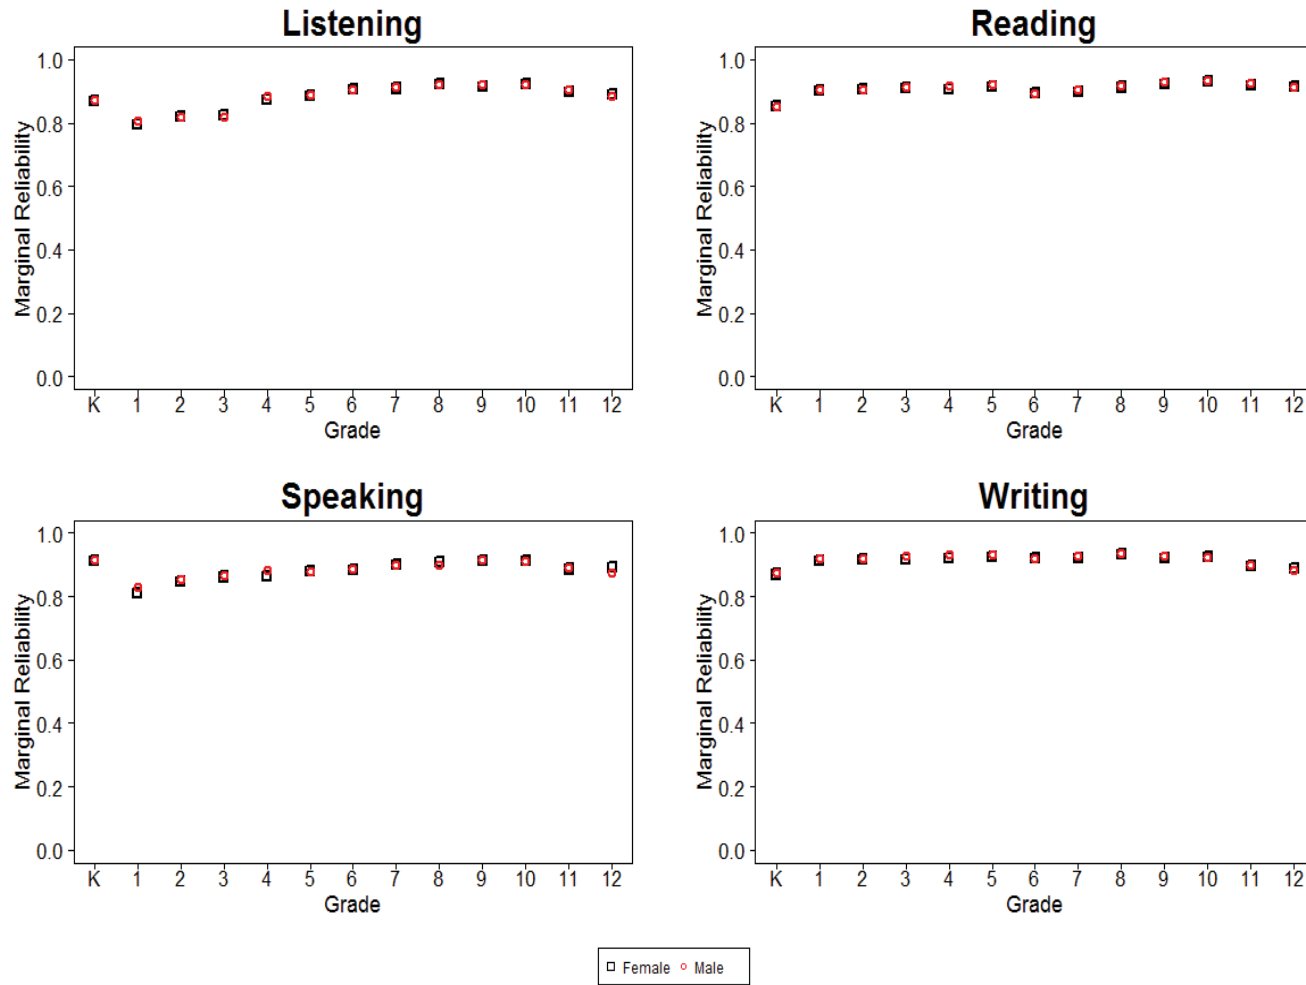 Listening
Marginal Reliability
1.0
0.8
0.6
0.4
0.2
0.0
K 1 2 3 4 5 6 7 8 9 10 11 12
Grade
Reading
Marginal Reliability
1.0
0.8
0.6
0.4
0.2
0.0
K 1 2 3 4 5 6 7 8 9 10 11 12
Grade
Speaking
Marginal Reliability
1.0
0.8
0.6
0.4
0.2
0.0
K 1 2 3 4 5 6 7 8 9 10 11 12
Grade
Writing
Marginal Reliability
1.0
0.8
0.6
0.4
0.2
0.0
K 1 2 3 4 5 6 7 8 9 10 11 12
Grade
Female Male